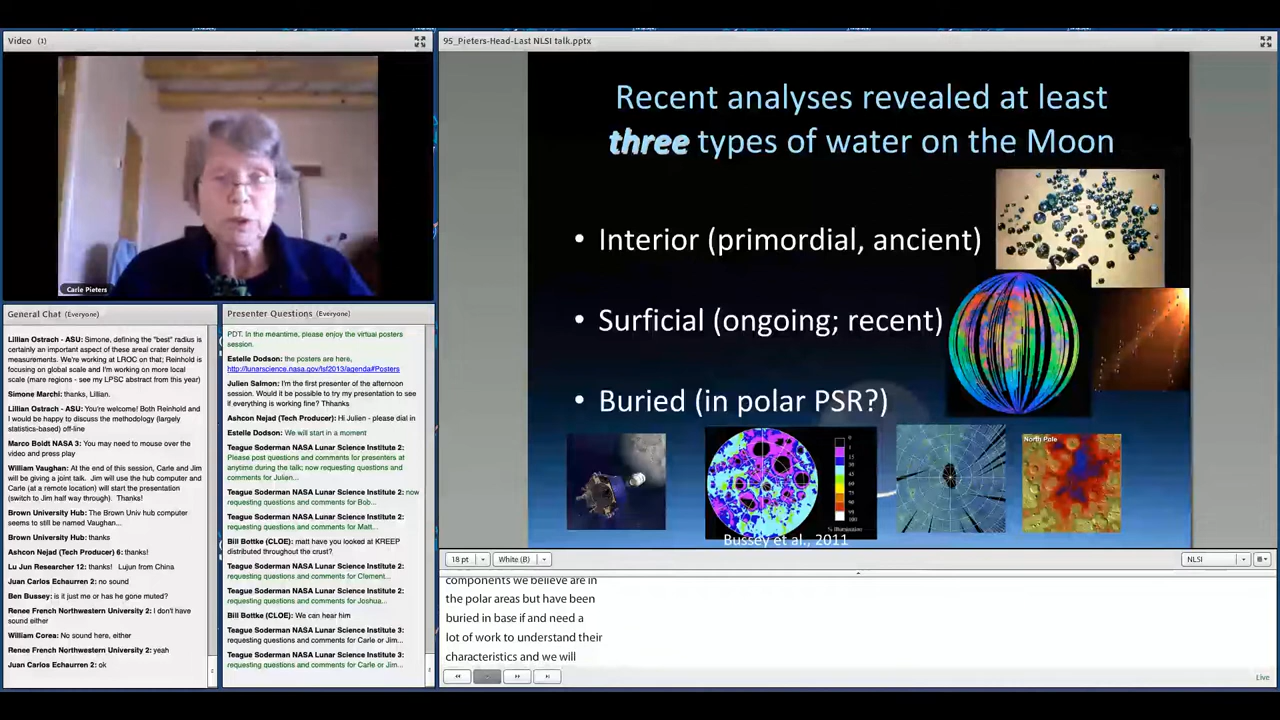 Video (1)
Carle Pieters
General Chat (Everyone)
Lillian Ostrach - ASU: Simone, defining the "best" radius is
certainly an important aspect of these areal crater density
measurements. We're working at LROC on that; Reinhold is
focusing on global scale and I'm working on more local
scale (mare regions - see my LPSC abstract from this year)
Simone Marchi: thanks, Lillian.
Lillian Ostrach - ASU: You're welcome! Both Reinhold and
I would be happy to discuss the methodology (largely
statistics-based) off-line
Marco Boldt NASA 3: You may need to mouse over the
video and press play
William Vaughan: At the end of this session, Carle and Jim
will be giving a joint talk. Jim will use the hub computer and
Carle (at a remote location) will start the presentation
(switch to Jim half way through). Thanks!
Brown University Hub: The Brown Univ hub computer
seems to still be named Vaughan...
Brown University Hub: thanks
Ashcon Nejad (Tech Producer) 6: thanks!
Lu Jun Researcher 12: thanks! Lujun from China
Juan Carlos Echaurren 2: no sound
Ben Bussey: is it just me or has he gone muted?
Renee French Northwestern University 2: I don't have
sound either
William Corea: No sound here, either
Renee French Northwestern University 2: yeah
Juan Carlos Echaurren 2: ok
Presenter Questions (Everyone)
PDT. In the meantime, please enjoy the virtual posters
session.
Estelle Dodson: the posters are here,
http://lunarscience.nasa.gov/lsf2013/agenda#Posters
Julien Salmon: I'm the first presenter of the afternoon
session. Would it be possible to try my presentation to see
if everything is working fine? Thhanks
Ashcon Nejad (Tech Producer): Hi Julien - please dial in
Estelle Dodson: We will start in a moment
Teague Soderman NASA Lunar Science Institute 2:
Please post questions and comments for presenters at
anytime during the talk; now requesting questions and
comments for Julien...
Teague Soderman NASA Lunar Science Institute 2: now
requesting questions and comments for Bob...
Teague Soderman NASA Lunar Science Institute 2:
requesting questions and comments for Matt...
Bill Bottke (CLOE): matt have you looked at KREEP
distributed throughout the crust?
Teague Soderman NASA Lunar Science Institute 2:
requesting questions and comments for Clement...
Teague Soderman NASA Lunar Science Institute 2:
requesting questions and comments for Joshua...
Bill Bottke (CLOE): We can hear him
Teague Soderman NASA Lunar Science Institute 3:
requesting questions and comments for Carle or Jim...
Teague Soderman NASA Lunar Science Institute 3:
requesting questions and comments for Carle or Jim...
95_Pieters-Head-Last NLSI talk.pptx
Recent analyses revealed at least
three types of water on the Moon
• Interior (primordial, ancient)
• Surficial (ongoing; recent)
• Buried (in polar PSR?)
North Pole
% Illumination
Bussey et al., 2011
18 pt
White (B)
NLSI
components we believe are in
the polar areas but have been
buried in base if and need a
lot of work to understand their
characteristics and we will
Live